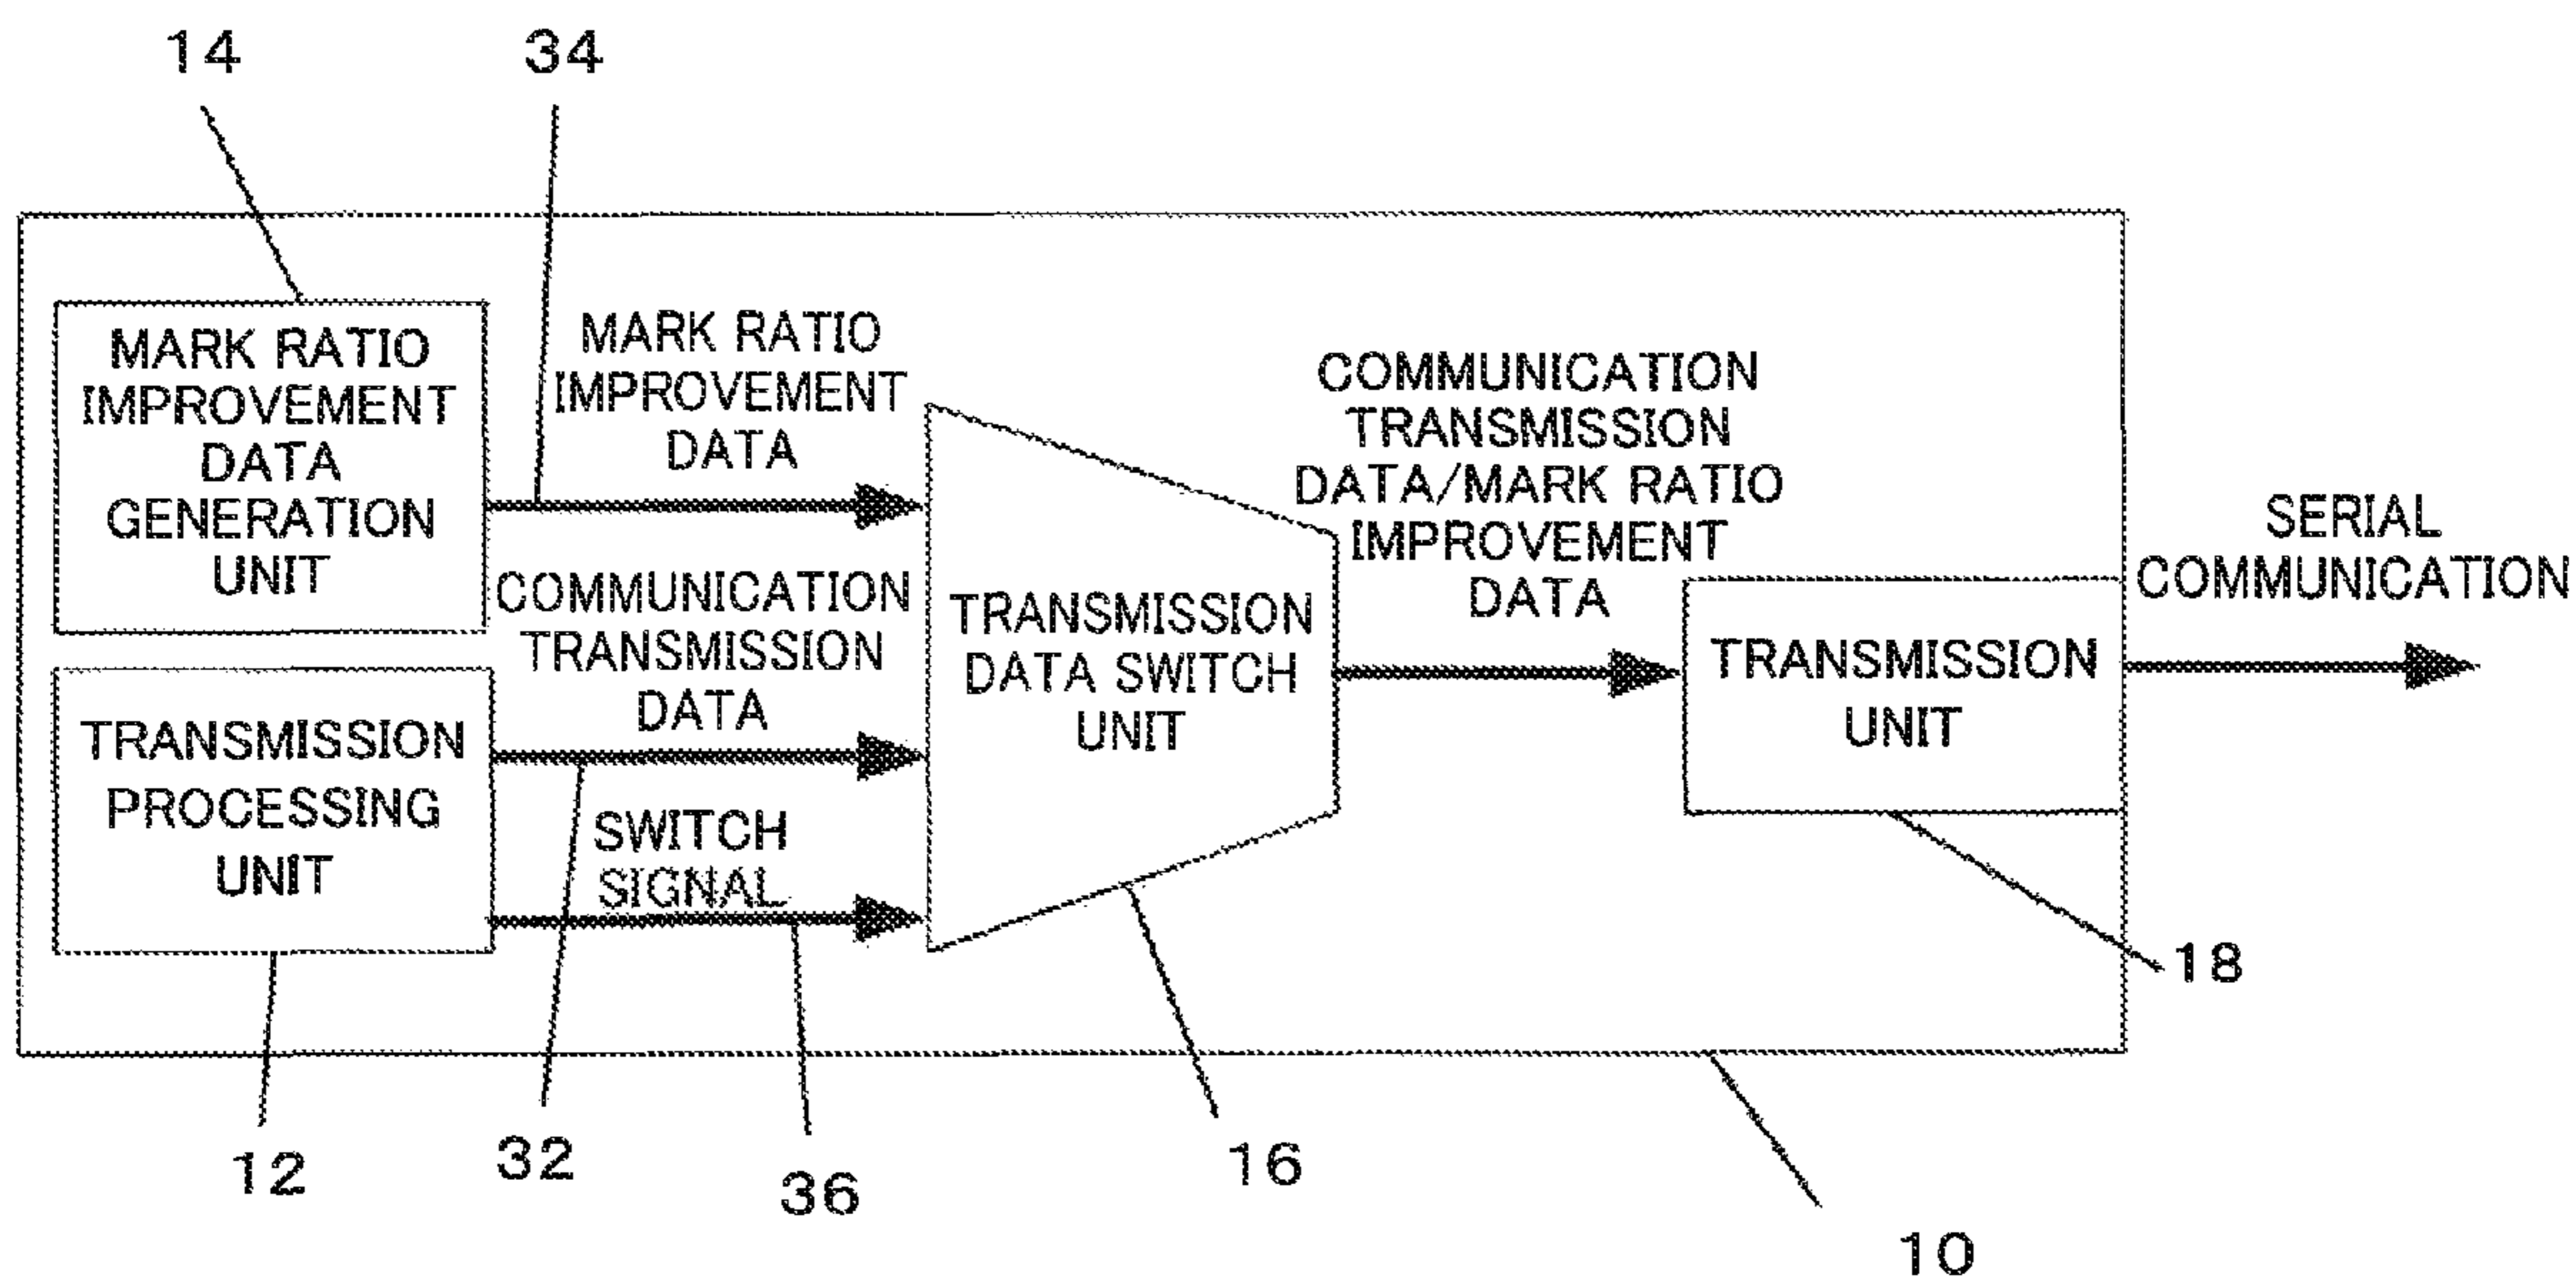 14
34
MARK RATIO
IMPROVEMENT
DATA
GENERATION
UNIT
MARK RATIO
IMPROVEMENT
DATA
COMMUNICATION
TRANSMISSION
DATA
TRANSMISSION
PROCESSING
UNIT
SWITCH
SIGNAL
TRANSMISSION
DATA SWITCH
UNIT
COMMUNICATION
TRANSMISSION
DATA/MARK RATIO
IMPROVEMENT
DATA
TRANSMISSION
UNIT
SERIAL
COMMUNICATION
18
12
32
36
16
10